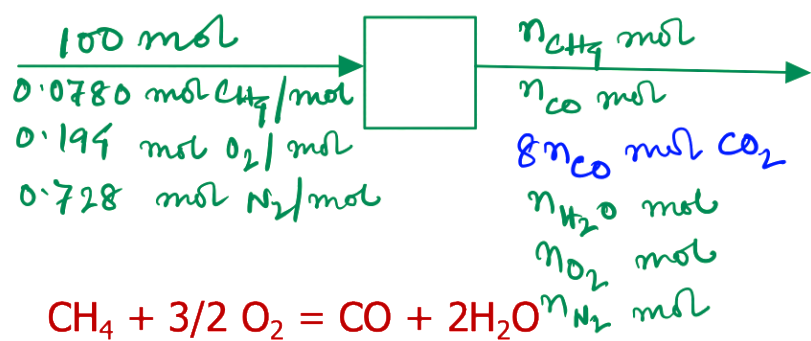 100 mol
0.0780 mol CH4/mol
0.194 mol O2/mol
0.728 mol N2/mol
nCH4 mol
nCO mol
8nCO mol CO2
nH2O mol
nO2 mol
nN2 mol
CH4 + 3/2 O2 = CO + 2H2O